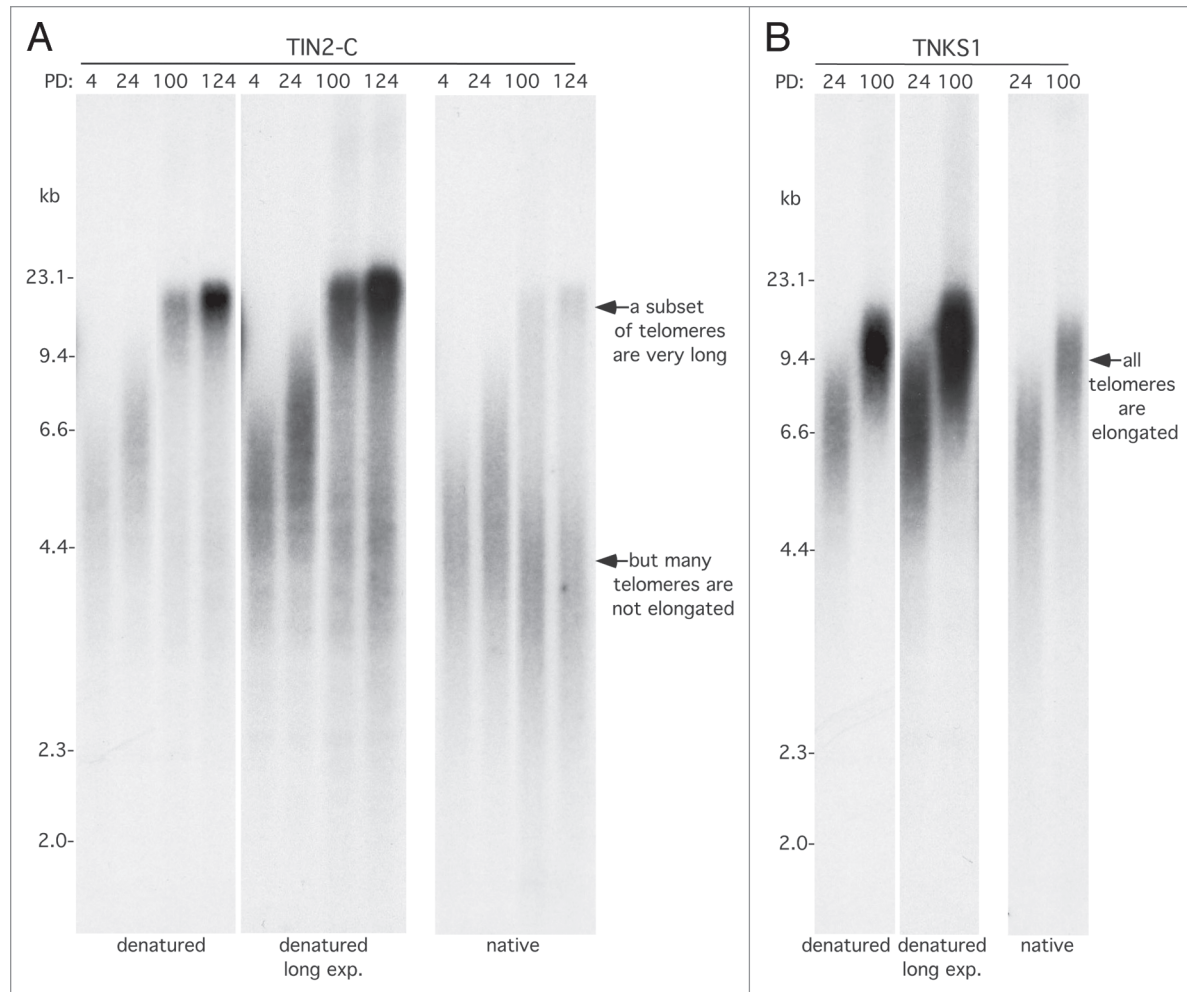 A
TIN2-C
PD: 4 24 100 124 4 24 100 124 4 24 100 124
kb
23.1-
9.4-
6.6-
4.4-
2.3-
2.0-
a subset
of telomeres
are very long
but many
telomeres are
not elongated
denatured denatured native
long exp.
B
TNKS1
PD: 24 100 24 100 24 100
kb
23.1-
9.4-
6.6-
4.4-
2.3-
2.0-
all
telomeres
are
elongated
denatured denatured native
long exp.